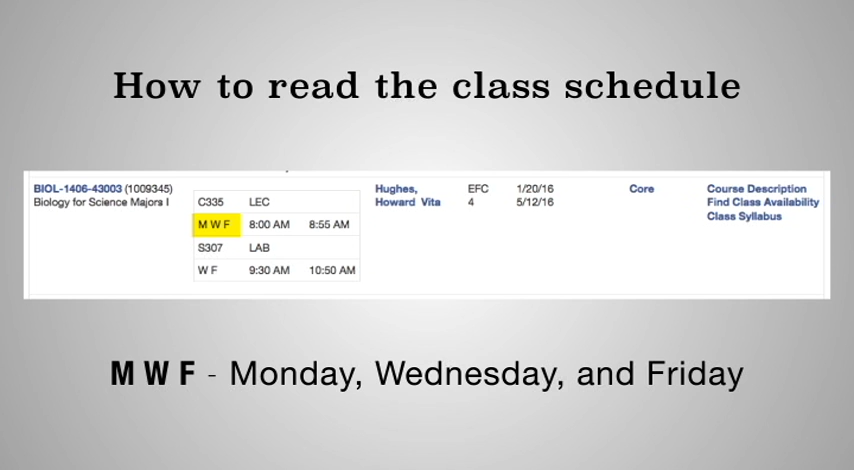 How to read the class schedule
BIOL-1406-43003 (1009345)
Biology for Science Majors I
C335 LEC
M W F 8:00 AM 8:55 AM
S307 LAB
W F 9:30 AM 10:50 AM
Hughes,
Howard Vita
EFC
4
1/20/16
5/12/16
Core
Course Description
Find Class Availability
Class Syllabus
M W F - Monday, Wednesday, and Friday